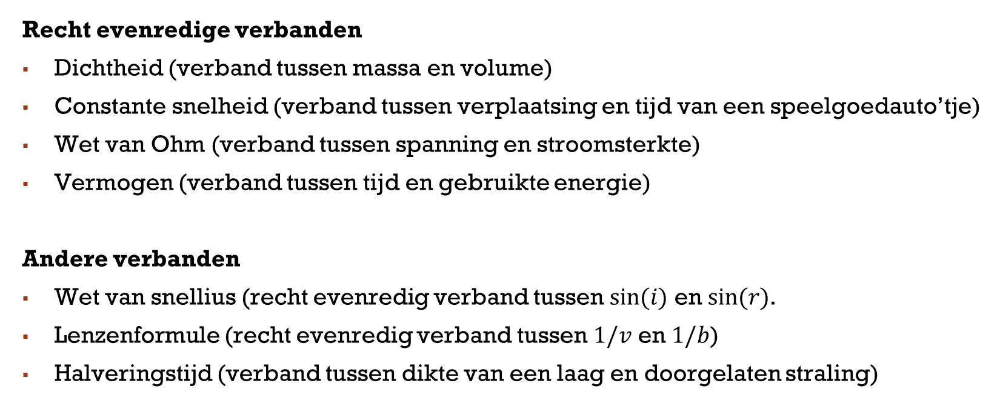 Recht evenredige verbanden
▪ Dichtheid (verband tussen massa en volume)
▪ Constante snelheid (verband tussen verplaatsing en tijd van een speelgoedauto’tje)
▪ Wet van Ohm (verband tussen spanning en stroomsterkte)
▪ Vermogen (verband tussen tijd en gebruikte energie)
Andere verbanden
▪ Wet van snellius (recht evenredig verband tussen sin(i) en sin(r).
▪ Lenzenformule (recht evenredig verband tussen 1/v en 1/b)
▪ Halveringstijd (verband tussen dikte van een laag en doorgelaten straling)